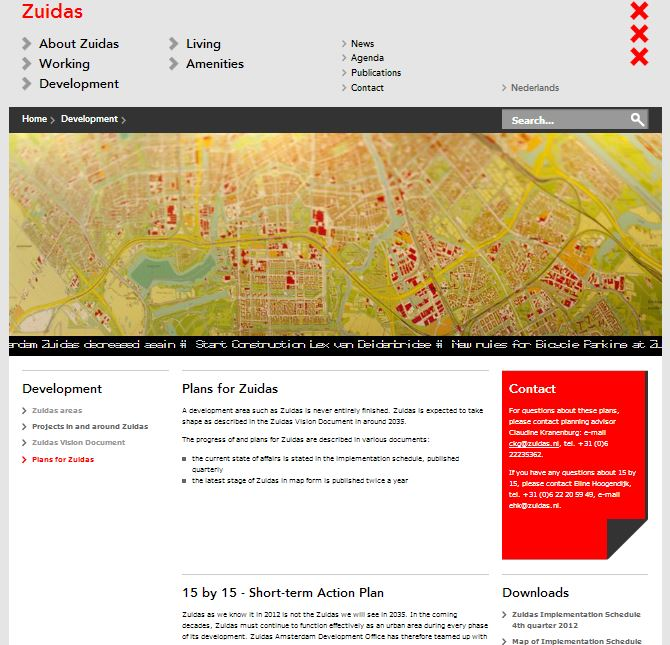 Zuidas
About Zuidas
Working
Development
Living
Amenities
News
Agenda
Publications
Contact
Nederlands
Home
Development
Search...
erdam Zuidas decreased again # Start Construction Lex van Delderbridge # New rules for Bicycle Parking at Zu
Development
Zuidas areas
Projects in and around Zuidas
Zuidas Vision Document
Plans for Zuidas
Plans for Zuidas
A development area such as Zuidas is never entirely finished. Zuidas is expected to take
shape as described in the Zuidas Vision Document in around 2035.
The progress of and plans for Zuidas are described in various documents:
the current state of affairs is stated in the implementation schedule, published
quarterly
the latest stage of Zuidas in map form is published twice a year
Contact
For questions about these plans,
please contact planning advisor
Claudine Kranenburg: e-mail
ckg@zuidas.nl, tel. +31 (0)6
22235362.
If you have any questions about 15 by
15, please contact Eline Hoogendijk,
tel. +31 (0)6 22 20 59 49, e-mail
ehk@zuidas.nl.
15 by 15 - Short-term Action Plan
Zuidas as we know it in 2012 is not the Zuidas we will see in 2035. In the coming
decades, Zuidas must continue to function effectively as an urban area during every phase
of its development. Zuidas Amsterdam Development Office has therefore teamed up with
Downloads
Zuidas Implementation Schedule
4th quarter 2012
Map of Implementation Schedule